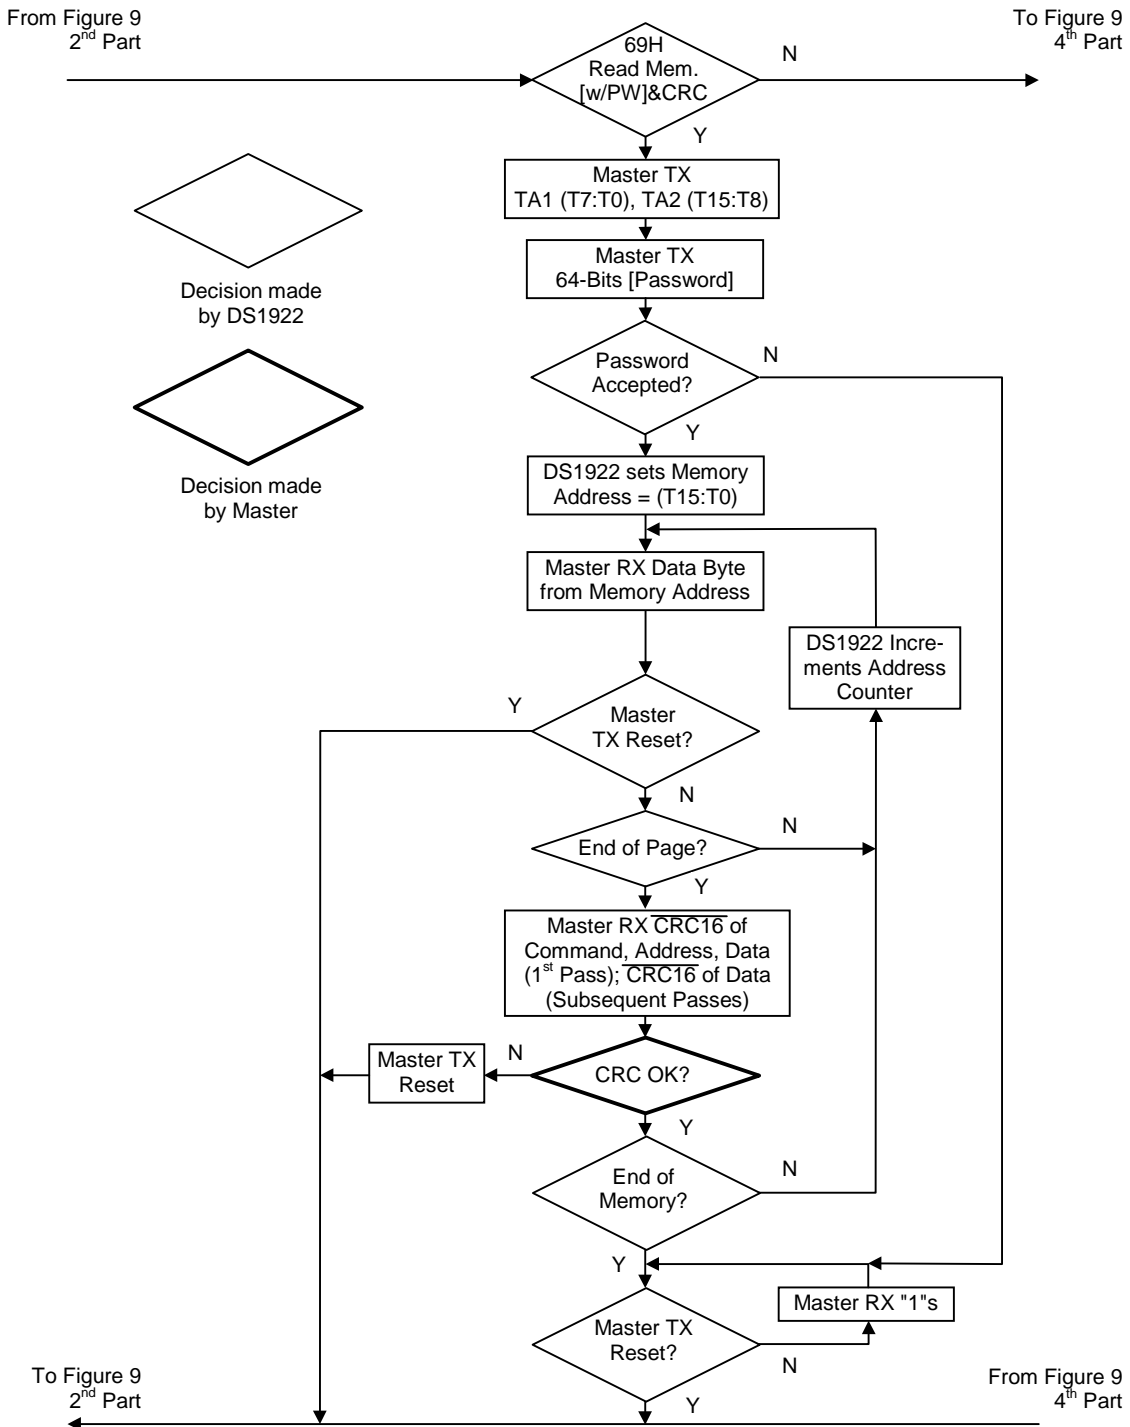 From Figure 9
2nd Part
To Figure 9
4th Part
69H
Read Mem.
[w/PW]&CRC
N
Y
Master TX
TA1 (T7:T0), TA2 (T15:T8)
Master TX
64-Bits [Password]
Decision made
by DS1922
Password
Accepted?
N
Y
Decision made
by Master
DS1922 sets Memory
Address = (T15:T0)
Master RX Data Byte
from Memory Address
DS1922 Incre-
ments Address
Counter
Y
Master
TX Reset?
N
End of Page?
N
Y
Master RX CRC16 of
Command, Address, Data
(1st Pass); CRC16 of Data
(Subsequent Passes)
Master TX
Reset
N
CRC OK?
Y
End of
Memory?
N
Y
Master RX "1"s
Master TX
Reset?
N
Y
To Figure 9
2nd Part
From Figure 9
4th Part